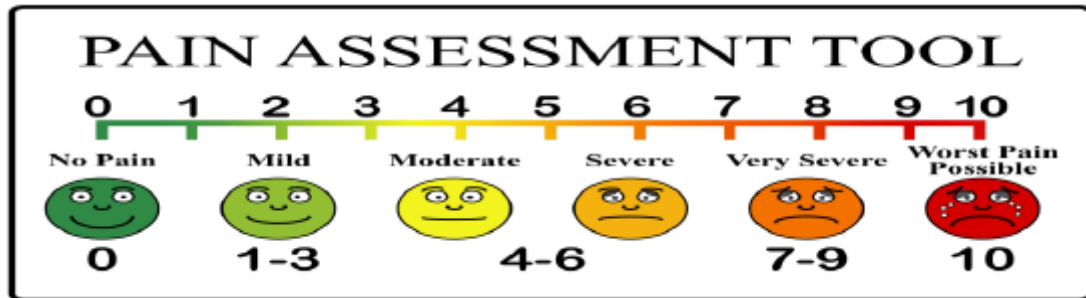 PAIN ASSESSMENT TOOL
0 1 2 3 4 5 6 7 8 9 10
No Pain Mild Moderate Severe Very Severe Worst Pain Possible
0 1-3 4-6 7-9 10